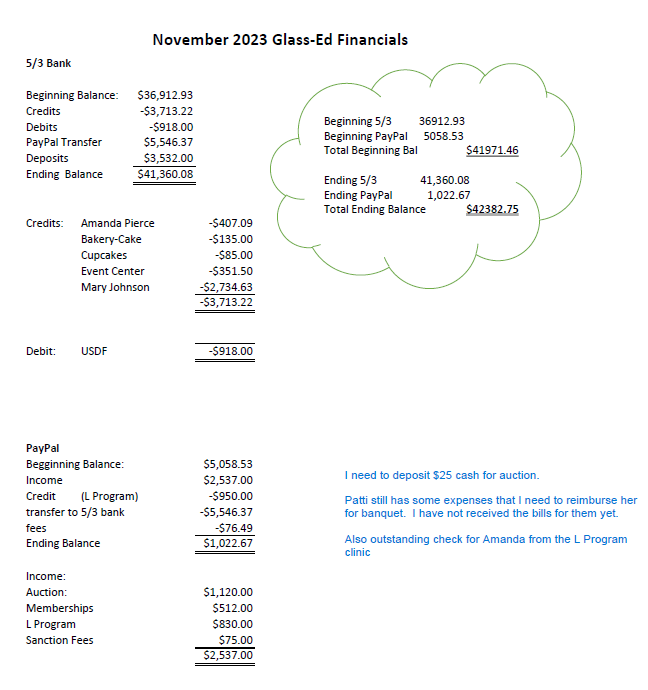 November 2023 Glass-Ed Financials
5/3 Bank
Beginning Balance: $36,912.93
Credits -$3,713.22
Debits -$918.00
PayPal Transfer $5,546.37
Deposits $3,532.00
Ending Balance $41,360.08
Beginning 5/3 36912.93
Beginning PayPal 5058.53
Total Beginning Bal $41971.46
Ending 5/3 41,360.08
Ending PayPal 1,022.67
Total Ending Balance $42382.75
Credits: Amanda Pierce -$407.09
Bakery-Cake -$135.00
Cupcakes -$85.00
Event Center -$351.50
Mary Johnson -$2,734.63
-$3,713.22
Debit: USDF -$918.00
PayPal
Begginning Balance: $5,058.53
Income $2,537.00
Credit (L Program) -$950.00
transfer to 5/3 bank -$5,546.37
fees -$76.49
Ending Balance $1,022.67
I need to deposit $25 cash for auction.
Patti still has some expenses that I need to reimburse her
for banquet. I have not received the bills for them yet.
Also outstanding check for Amanda from the L Program
clinic
Income:
Auction: $1,120.00
Memberships $512.00
L Program $830.00
Sanction Fees $75.00
$2,537.00